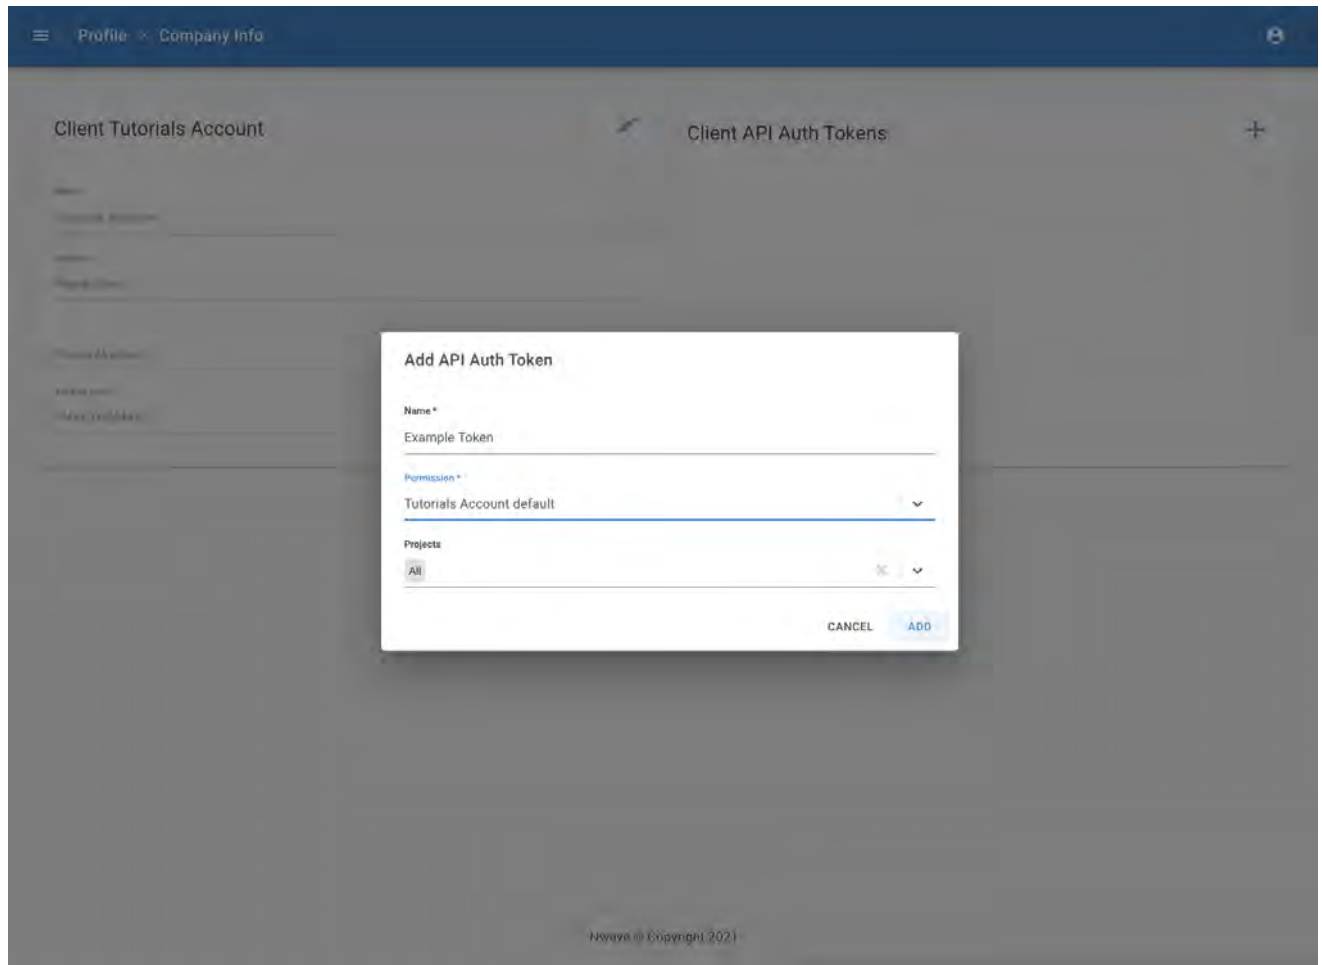 Profile > Company Info
Client Tutorials Account
Client API Auth Tokens
Add API Auth Token
Name *
Example Token
Permission *
Tutorials Account default
Projects
All
CANCEL ADD
Nwave © Copyright 2021